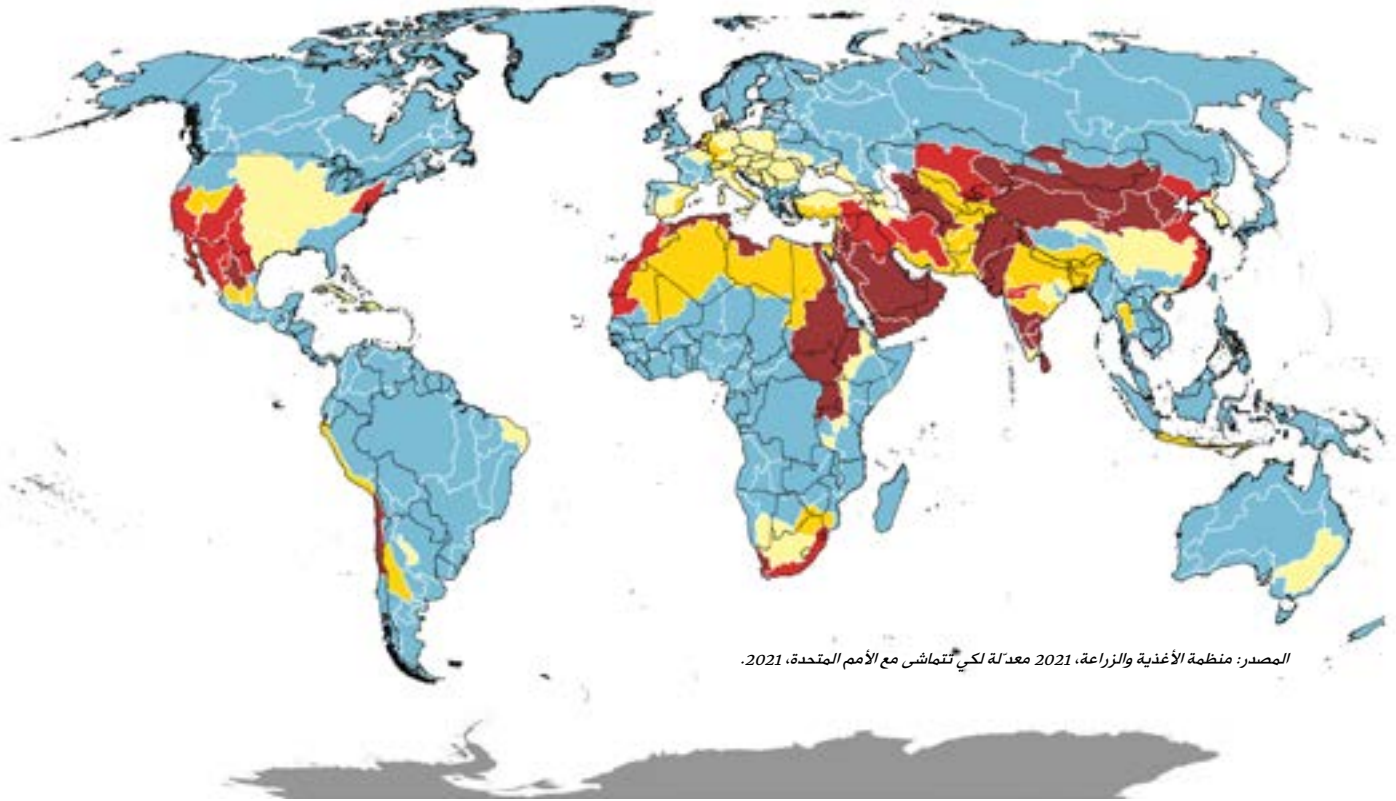 المصدر: منظمة الأغذية والزراعة، 2021 معدّلة لكي تتماشى مع الأمم المتحدة، 2021.